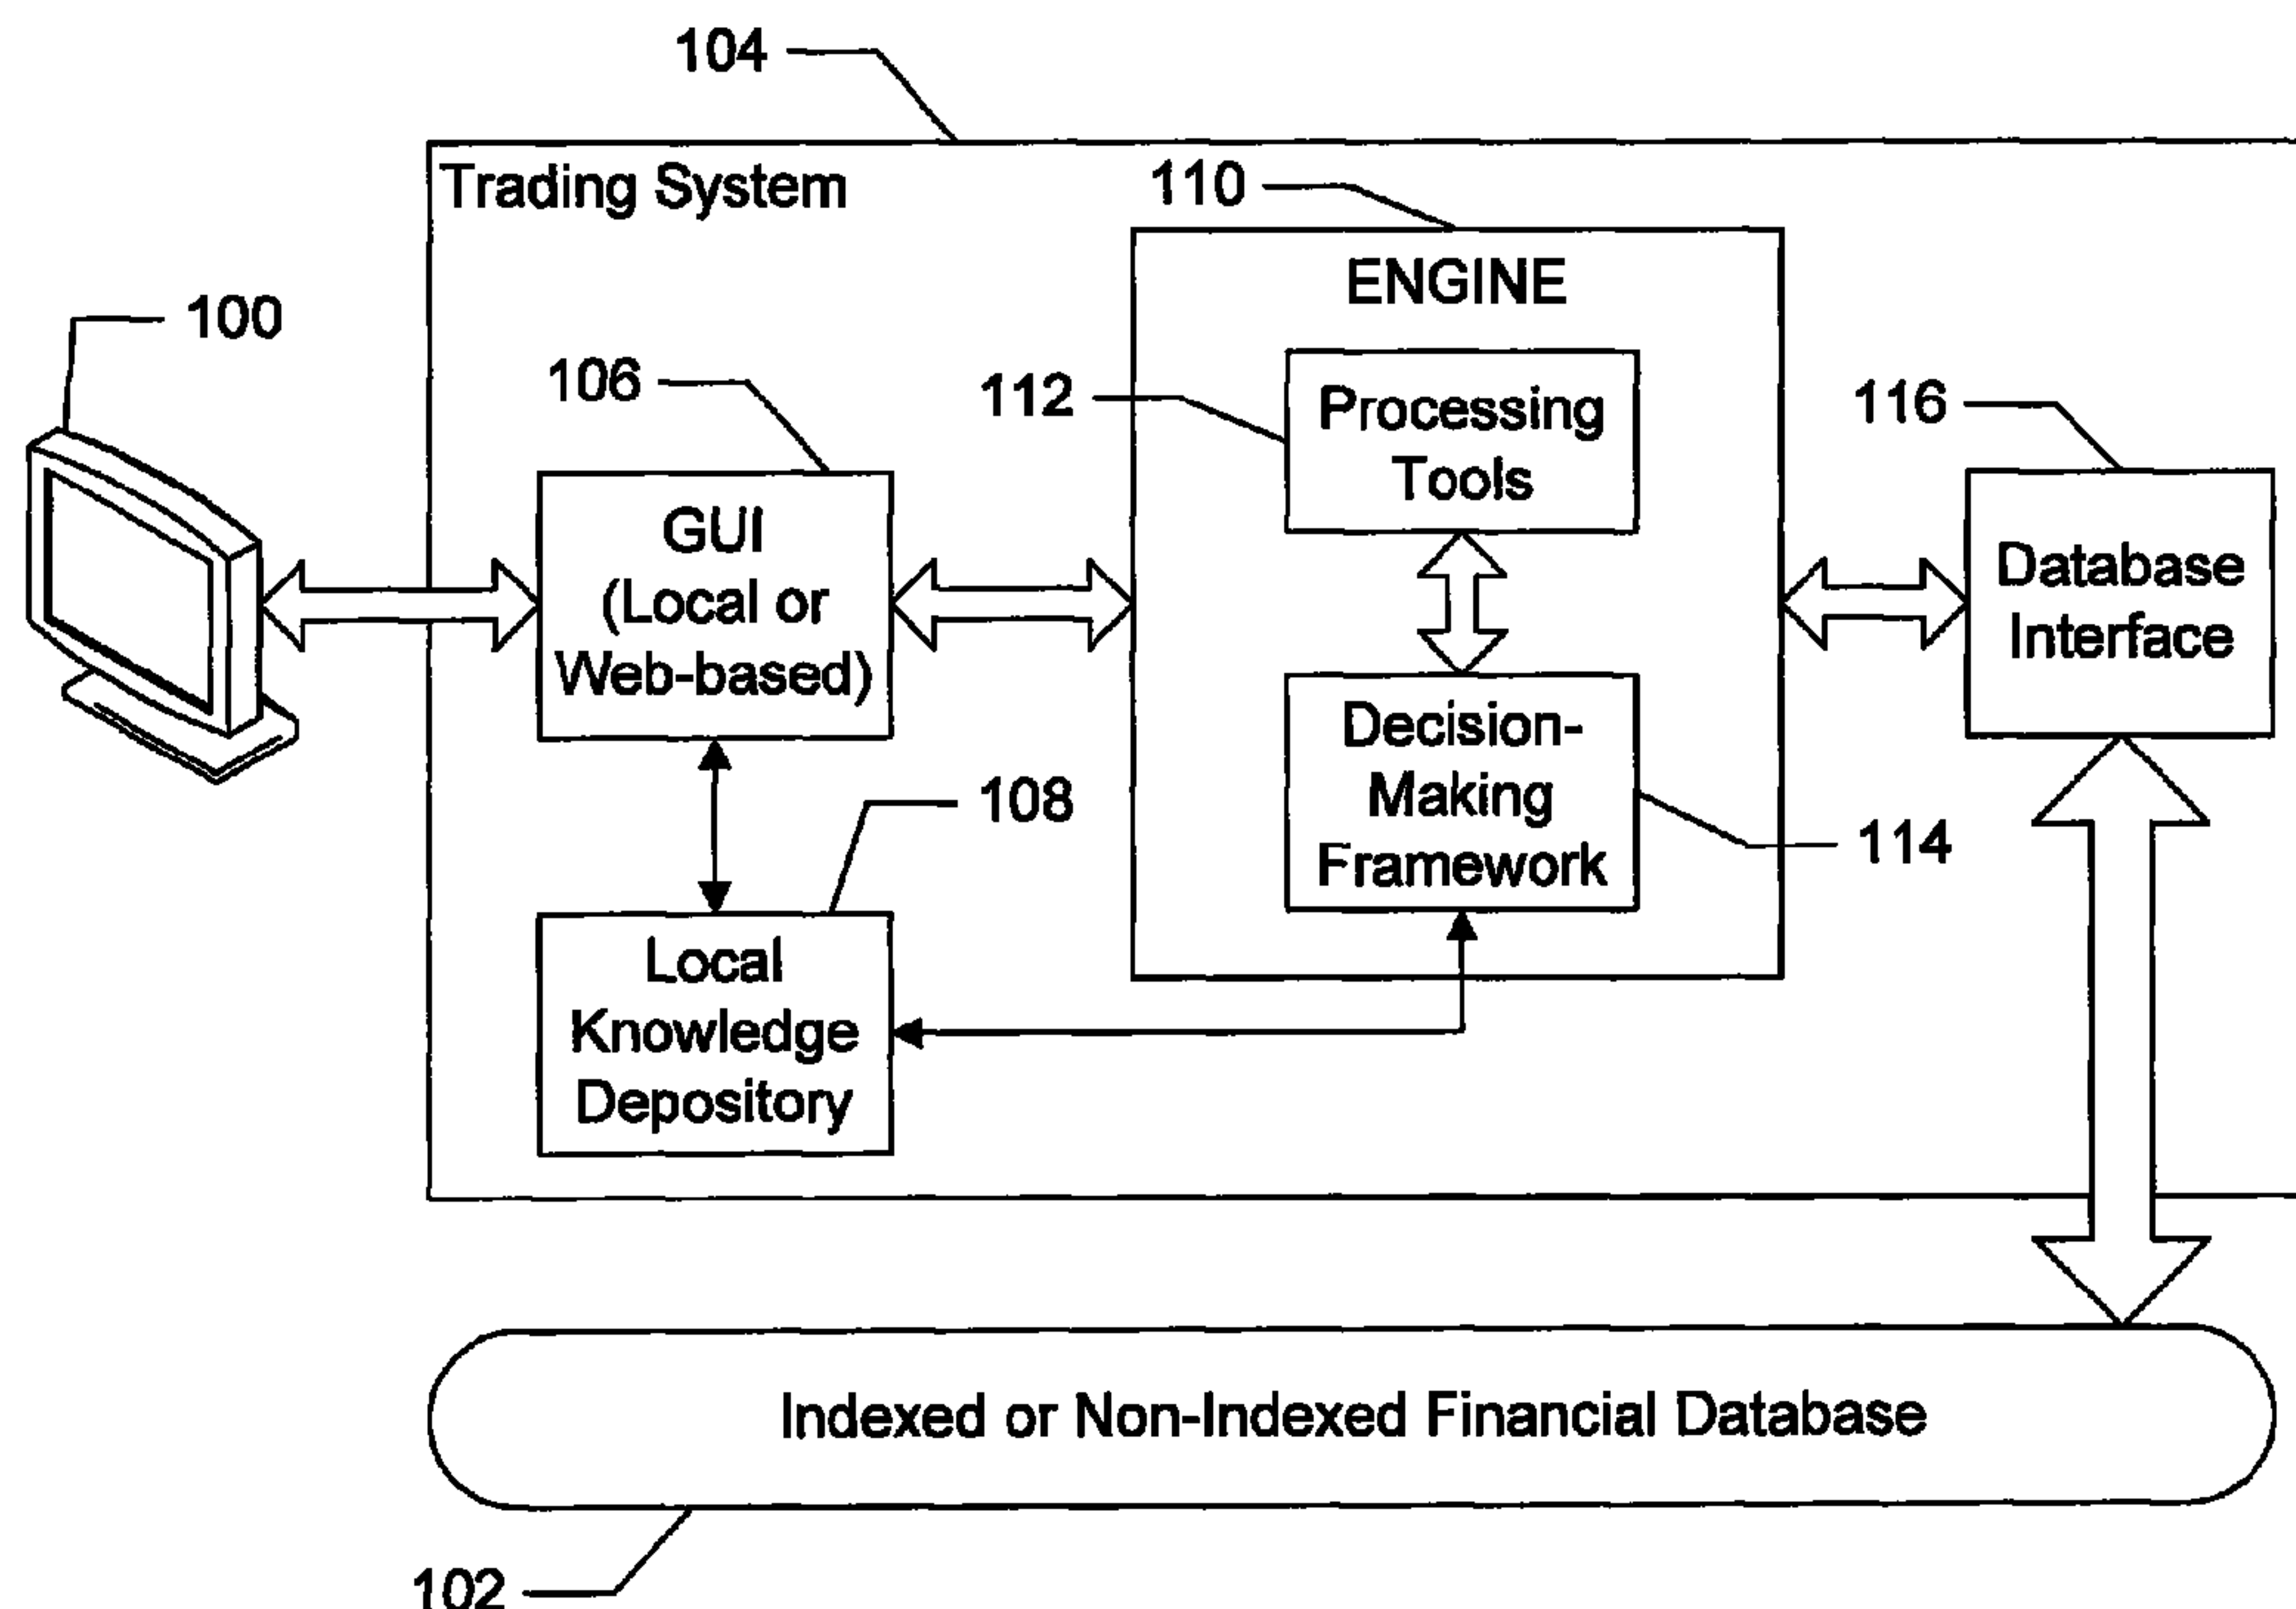 104
Trading System
110
ENGINE
100
106
112
Processing
Tools
116
GUI
(Local or
Web-based)
Database
Interface
Decision-
Making
Framework
108
114
Local
Knowledge
Depository
Indexed or Non-Indexed Financial Database
102